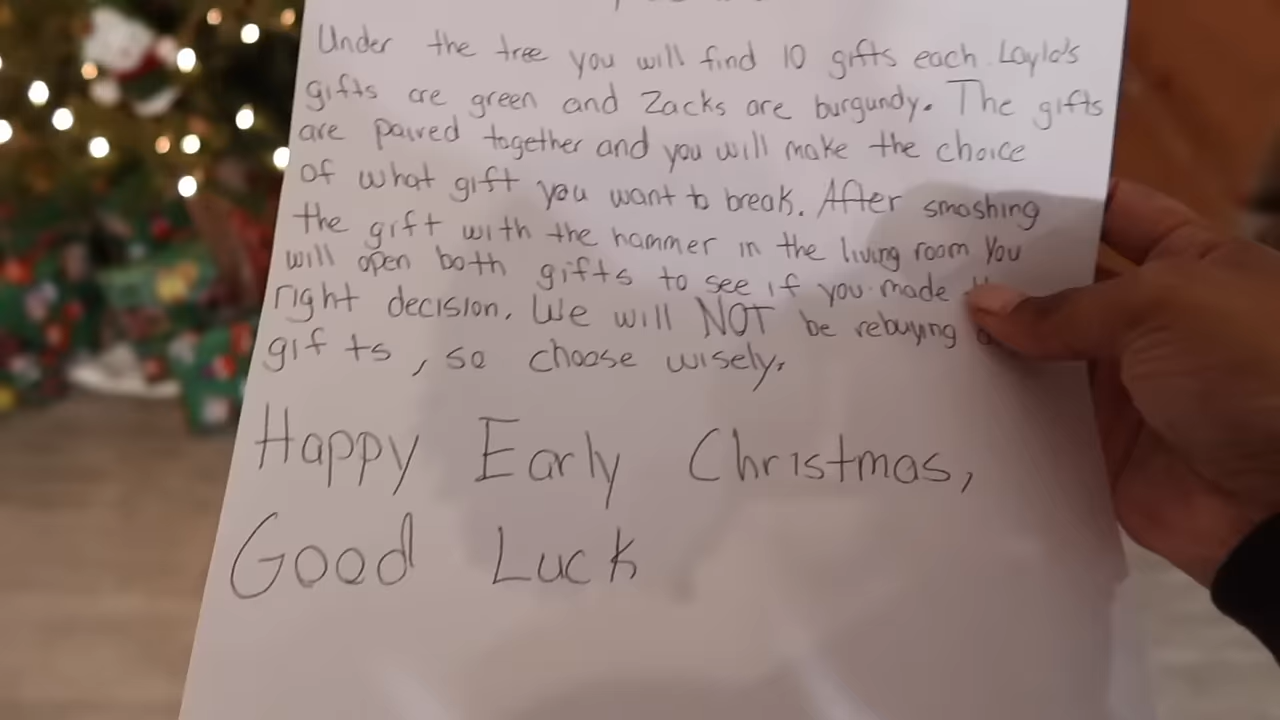 Under the tree you will find 10 gifts each Layla's
gifts are green and Zacks are burgundy. The gifts
are paired together and you will make the choice
of what gift you want to break. After smashing
the gift with the hammer in the living room You
will open both gifts to see if you made
right decision. We will NOT be rebuying
gifts, so choose wisely.
Happy Early Christmas,
Good Luck